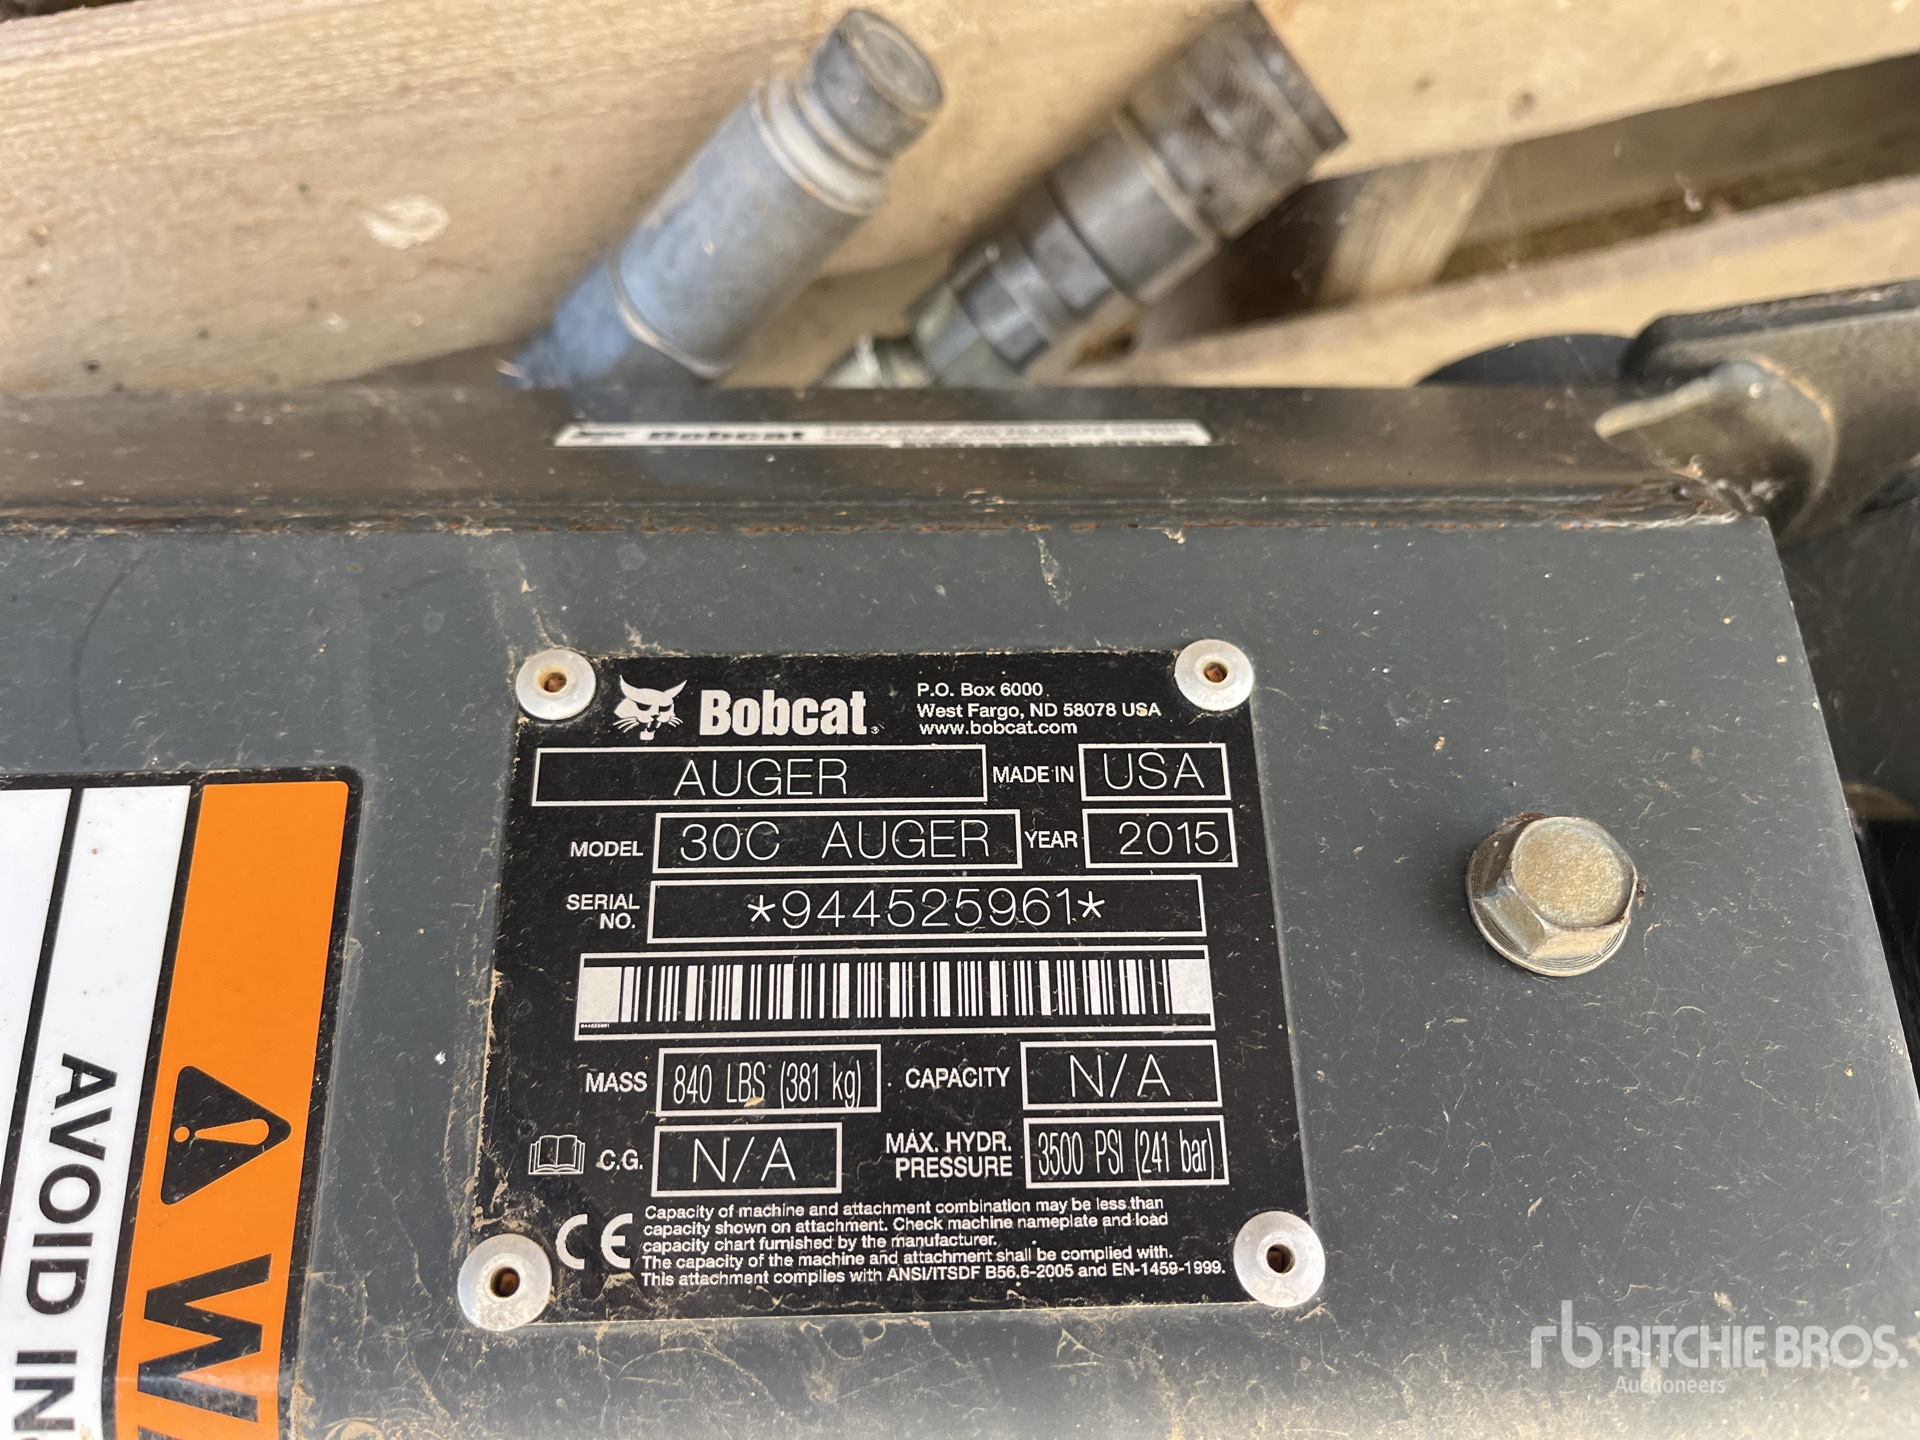 Bobcat
Bobcat®
P.O. Box 6000
West Fargo, ND 58078 USA
www.bobcat.com
AUGER MADE IN USA
MODEL 30C AUGER YEAR 2015
SERIAL NO. *944525961*
MASS 840 LBS (381 kg) CAPACITY N/A
C.G. N/A MAX. HYDR. PRESSURE 3500 PSI (241 bar)
CE
Capacity of machine and attachment combination may be less than
capacity shown on attachment. Check machine nameplate and load
capacity chart furnished by the manufacturer.
The capacity of the machine and attachment shall be complied with.
This attachment complies with ANSI/ITSDF B56.6-2005 and EN-1459-1999.
AVOID IN
W
rb RITCHIE BROS.
Auctioneers